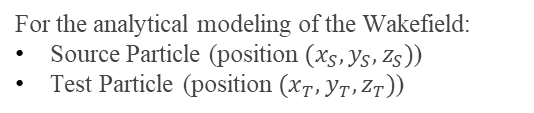 For the analytical modeling of the Wakefield:
• Source Particle (position (x_S, y_S, z_S))
• Test Particle (position (x_T, y_T, z_T))